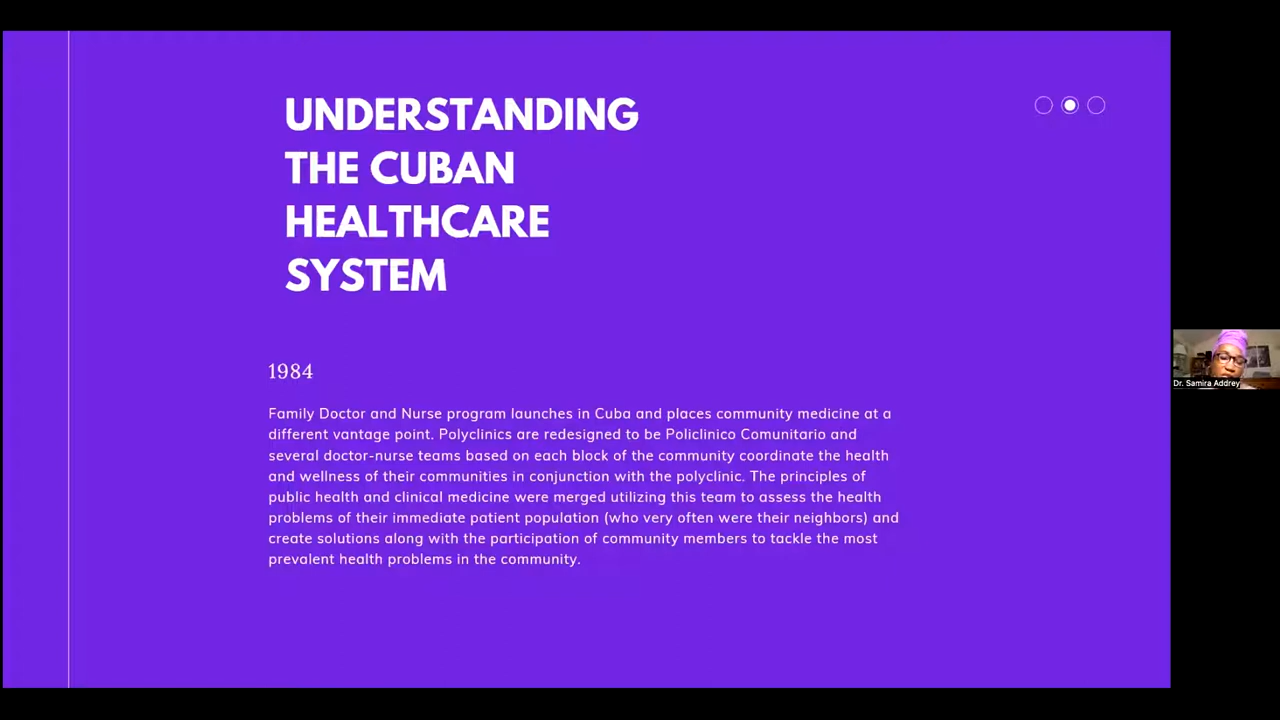 UNDERSTANDING
THE CUBAN
HEALTHCARE
SYSTEM
1984
Family Doctor and Nurse program launches in Cuba and places community medicine at a
different vantage point. Polyclinics are redesigned to be Policlinico Comunitario and
several doctor-nurse teams based on each block of the community coordinate the health
and wellness of their communities in conjunction with the polyclinic. The principles of
public health and clinical medicine were merged utilizing this team to assess the health
problems of their immediate patient population (who very often were their neighbors) and
create solutions along with the participation of community members to tackle the most
prevalent health problems in the community.
Dr. Samira Addrey